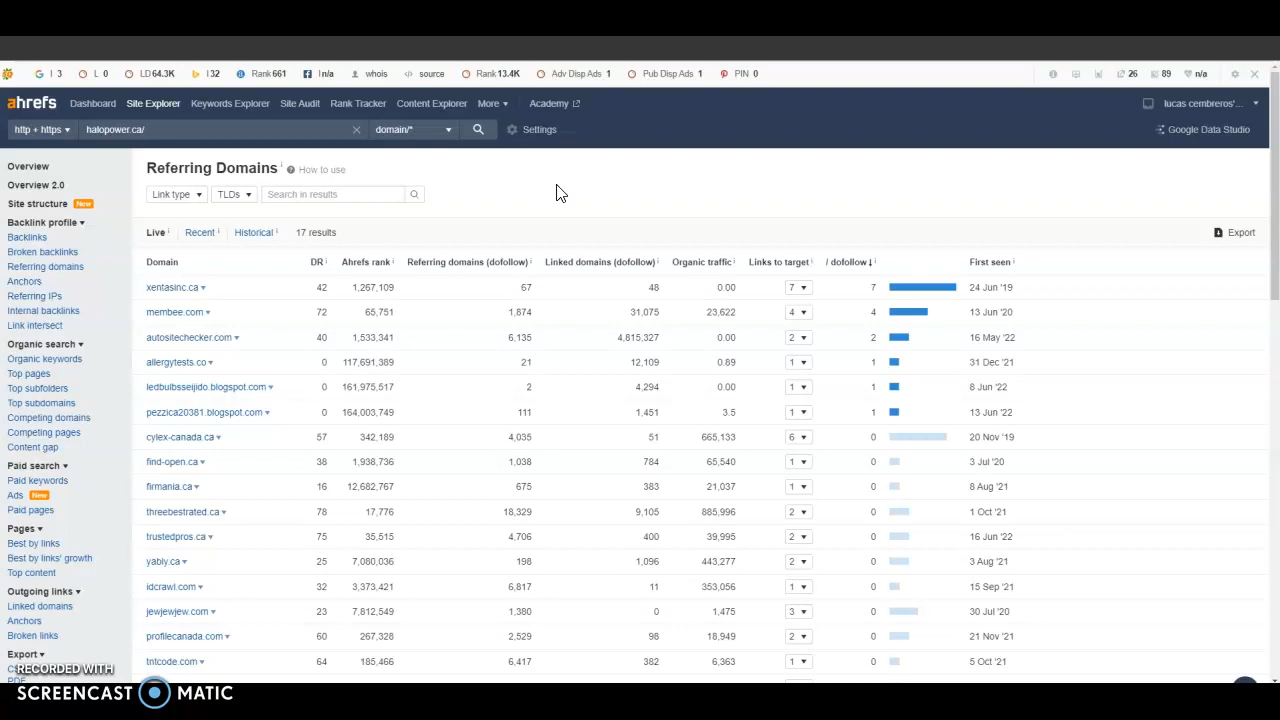 I 3 L 0 LD 64.3K I 32 Rank 661 I n/a whois source Rank 13.4K Adv Disp Ads 1 Pub Disp Ads 1 PIN 0 26 89 n/a
ahrefs Dashboard Site Explorer Keywords Explorer Site Audit Rank Tracker Content Explorer More Academy lucas cembreros'...
http + https halopower.ca/ domain/* Settings Google Data Studio
Overview
Overview 2.0
Site structure New
Backlink profile
Backlinks
Broken backlinks
Referring domains
Anchors
Referring IPs
Internal backlinks
Link intersect
Organic search
Organic keywords
Top pages
Top subfolders
Top subdomains
Competing domains
Competing pages
Content gap
Paid search
Paid keywords
Ads New
Paid pages
Pages
Best by links
Best by links' growth
Top content
Outgoing links
Linked domains
Anchors
Broken links
Export
Referring Domains i ? How to use
Link type TLDs Search in results
Live i Recent i Historical i 17 results Export
Domain DR i Ahrefs rank i Referring domains (dofollow) i Linked domains (dofollow) i Organic traffic i Links to target i / dofollow ↓ i First seen i
xentasinc.ca 42 1,267,109 67 48 0.00 7 7 24 Jun '19
membee.com 72 65,751 1,874 31,075 23,622 4 4 13 Jun '20
autositechecker.com 40 1,533,341 6,135 4,815,327 0.00 2 2 16 May '22
allergytests.co 0 117,691,389 21 12,109 0.89 1 1 31 Dec '21
ledbulbsseijido.blogspot.com 0 161,975,517 2 4,294 0.00 1 1 8 Jun '22
pezzica20381.blogspot.com 0 164,003,749 111 1,451 3.5 1 1 13 Jun '22
cylex-canada.ca 57 342,189 4,035 51 665,133 6 0 20 Nov '19
find-open.ca 38 1,938,736 1,038 784 65,540 1 0 3 Jul '20
firmania.ca 16 12,682,767 675 383 21,037 1 0 8 Aug '21
threebestrated.ca 78 17,776 18,329 9,105 885,996 2 0 1 Oct '21
trustedpros.ca 75 35,515 4,706 400 39,995 2 0 16 Jun '22
yably.ca 25 7,080,036 198 1,096 443,277 2 0 3 Aug '21
idcrawl.com 32 3,373,421 6,817 11 353,056 1 0 15 Sep '21
jewjewjew.com 23 7,812,549 1,380 0 1,475 3 0 30 Jul '20
profilecanada.com 60 267,328 2,529 98 18,949 2 0 21 Nov '21
tntcode.com 64 185,466 6,417 382 6,363 1 0 5 Oct '21
RECORDED WITH
SCREENCAST MATIC